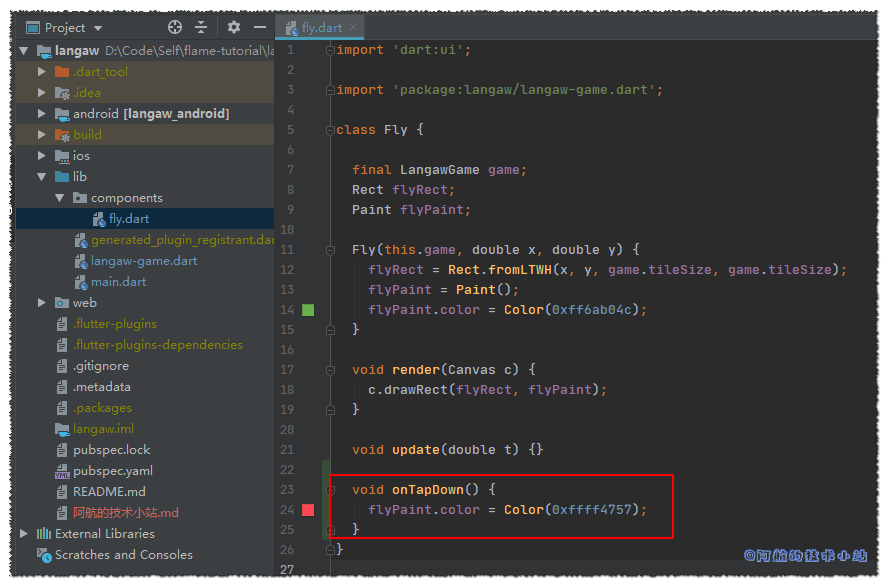 Project
fly.dart
langaw D:\Code\Self\flame-tutorial\la
.dart_tool
.idea
android [langaw_android]
build
ios
lib
components
fly.dart
generated_plugin_registrant.dar
langaw-game.dart
main.dart
web
.flutter-plugins
.flutter-plugins-dependencies
.gitignore
.metadata
.packages
langaw.iml
pubspec.lock
YML pubspec.yaml
README.md
阿航的技术小站.md
External Libraries
Scratches and Consoles
1 import 'dart:ui';
2
3 import 'package:langaw/langaw-game.dart';
4
5 class Fly {
6
7 final LangawGame game;
8 Rect flyRect;
9 Paint flyPaint;
10
11 Fly(this.game, double x, double y) {
12 flyRect = Rect.fromLTWH(x, y, game.tileSize, game.tileSize);
13 flyPaint = Paint();
14 flyPaint.color = Color(0xff6ab04c);
15 }
16
17 void render(Canvas c) {
18 c.drawRect(flyRect, flyPaint);
19 }
20
21 void update(double t) {}
22
23 void onTapDown() {
24 flyPaint.color = Color(0xffff4757);
25 }
26 }
27
@阿航的技术小站